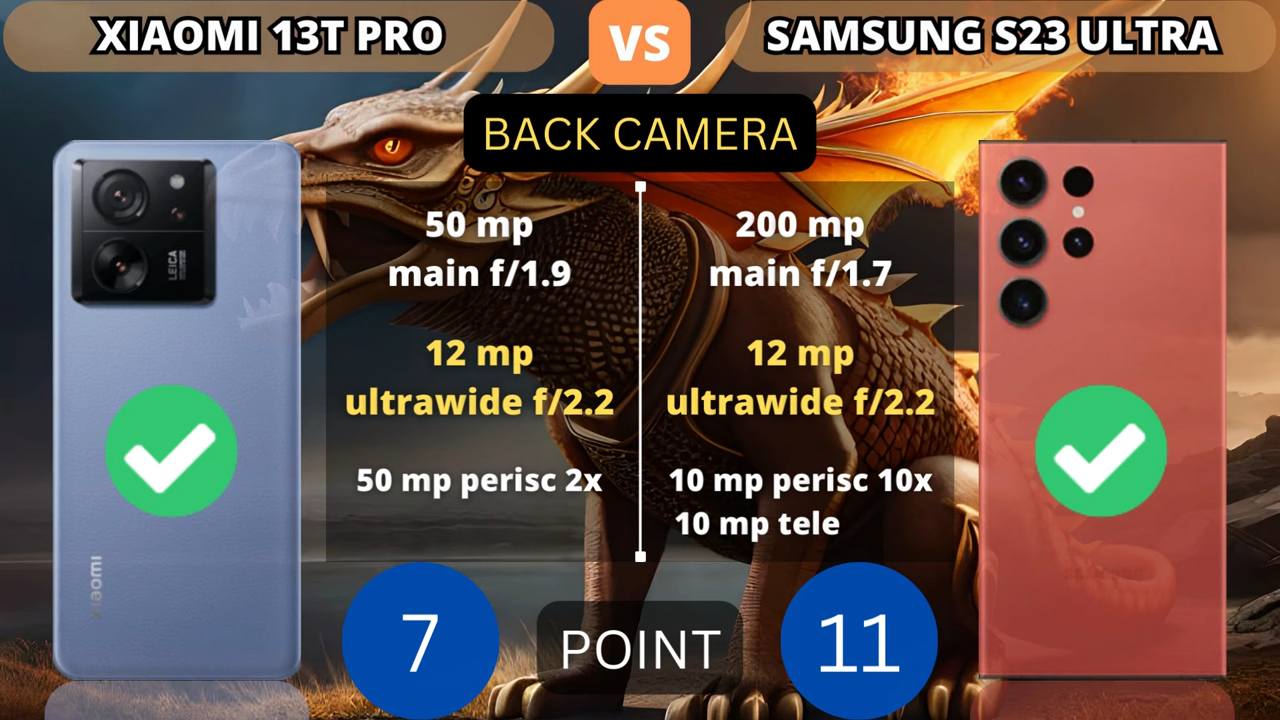 XIAOMI 13T PRO
VS
SAMSUNG S23 ULTRA
BACK CAMERA
50 mp
main f/1.9
12 mp
ultrawide f/2.2
50 mp perisc 2x
200 mp
main f/1.7
12 mp
ultrawide f/2.2
10 mp perisc 10x
10 mp tele
LEICA
xiaomi
7
POINT
11